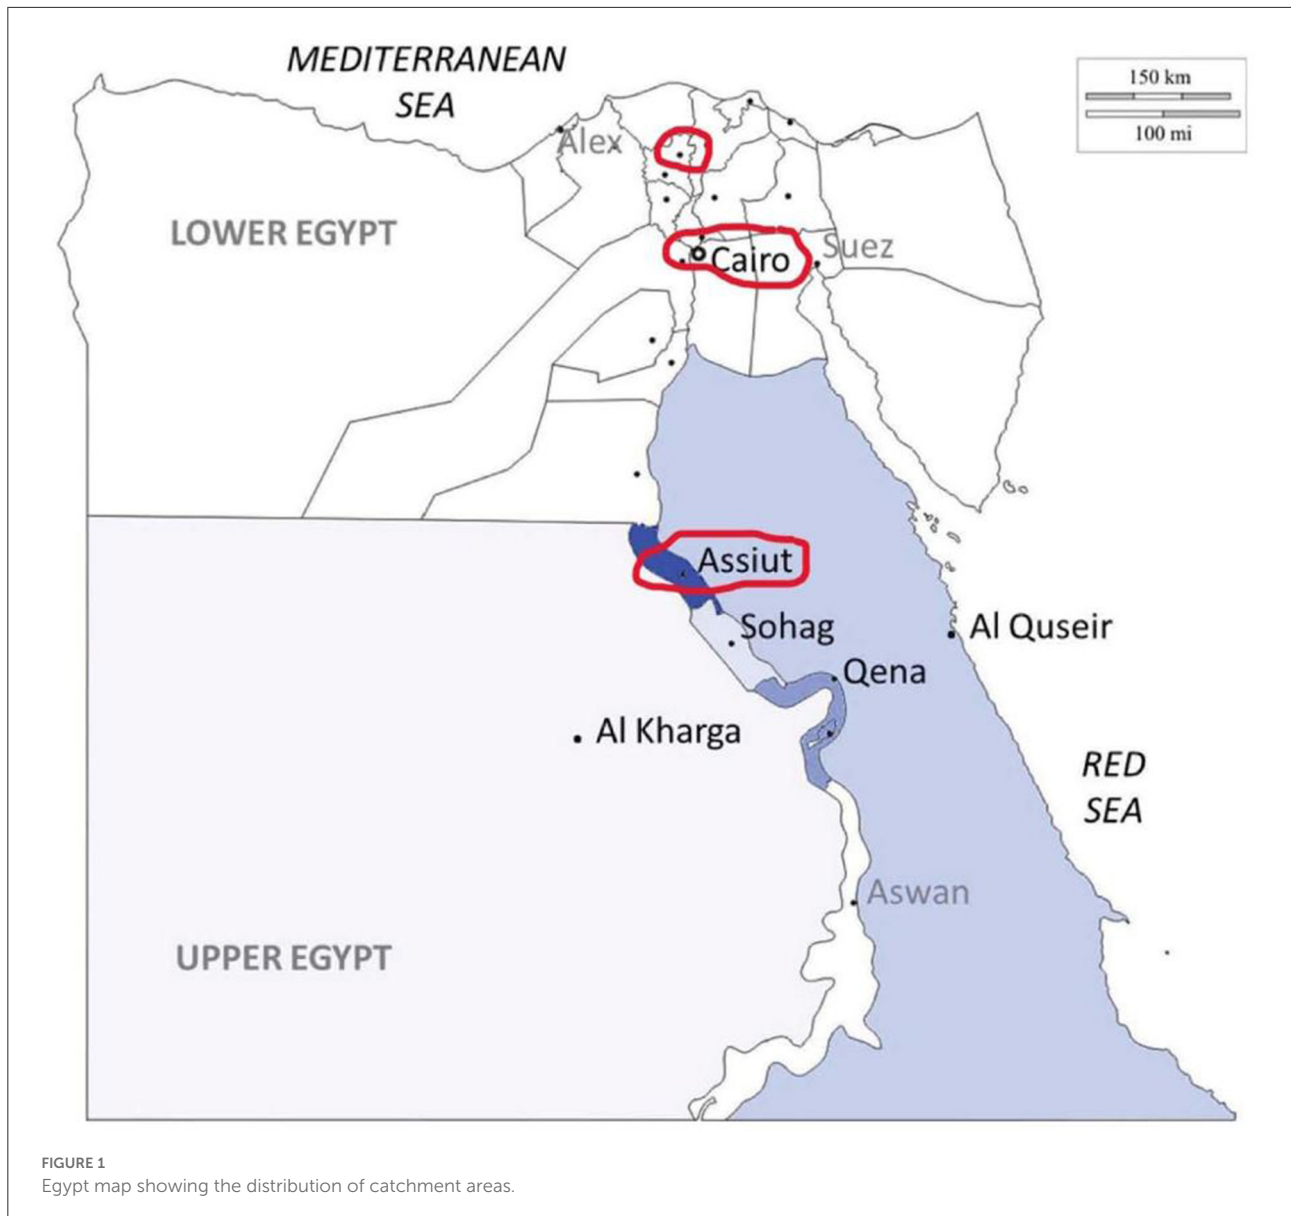 MEDITERRANEAN
SEA
150 km
100 mi
Alex
LOWER EGYPT
Cairo
Suez
Assiut
Sohag
Al Quseir
Qena
Al Kharga
RED
SEA
Aswan
UPPER EGYPT
FIGURE 1
Egypt map showing the distribution of catchment areas.